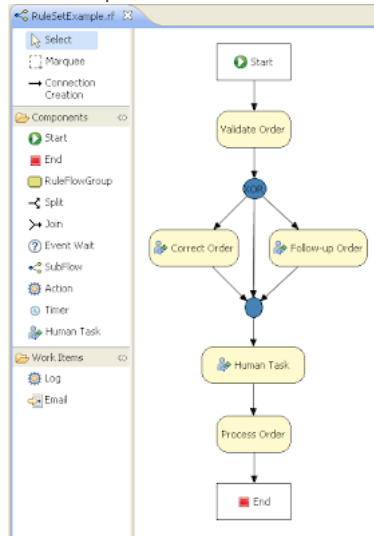 RuleSetExample.rf
Select
Marquee
Connection
Creation
Components
Start
End
RuleFlowGroup
Split
Join
Event Wait
SubFlow
Action
Timer
Human Task
Work Items
Log
Email
Start
Validate Order
XOR
Correct Order
Follow-up Order
Human Task
Process Order
End